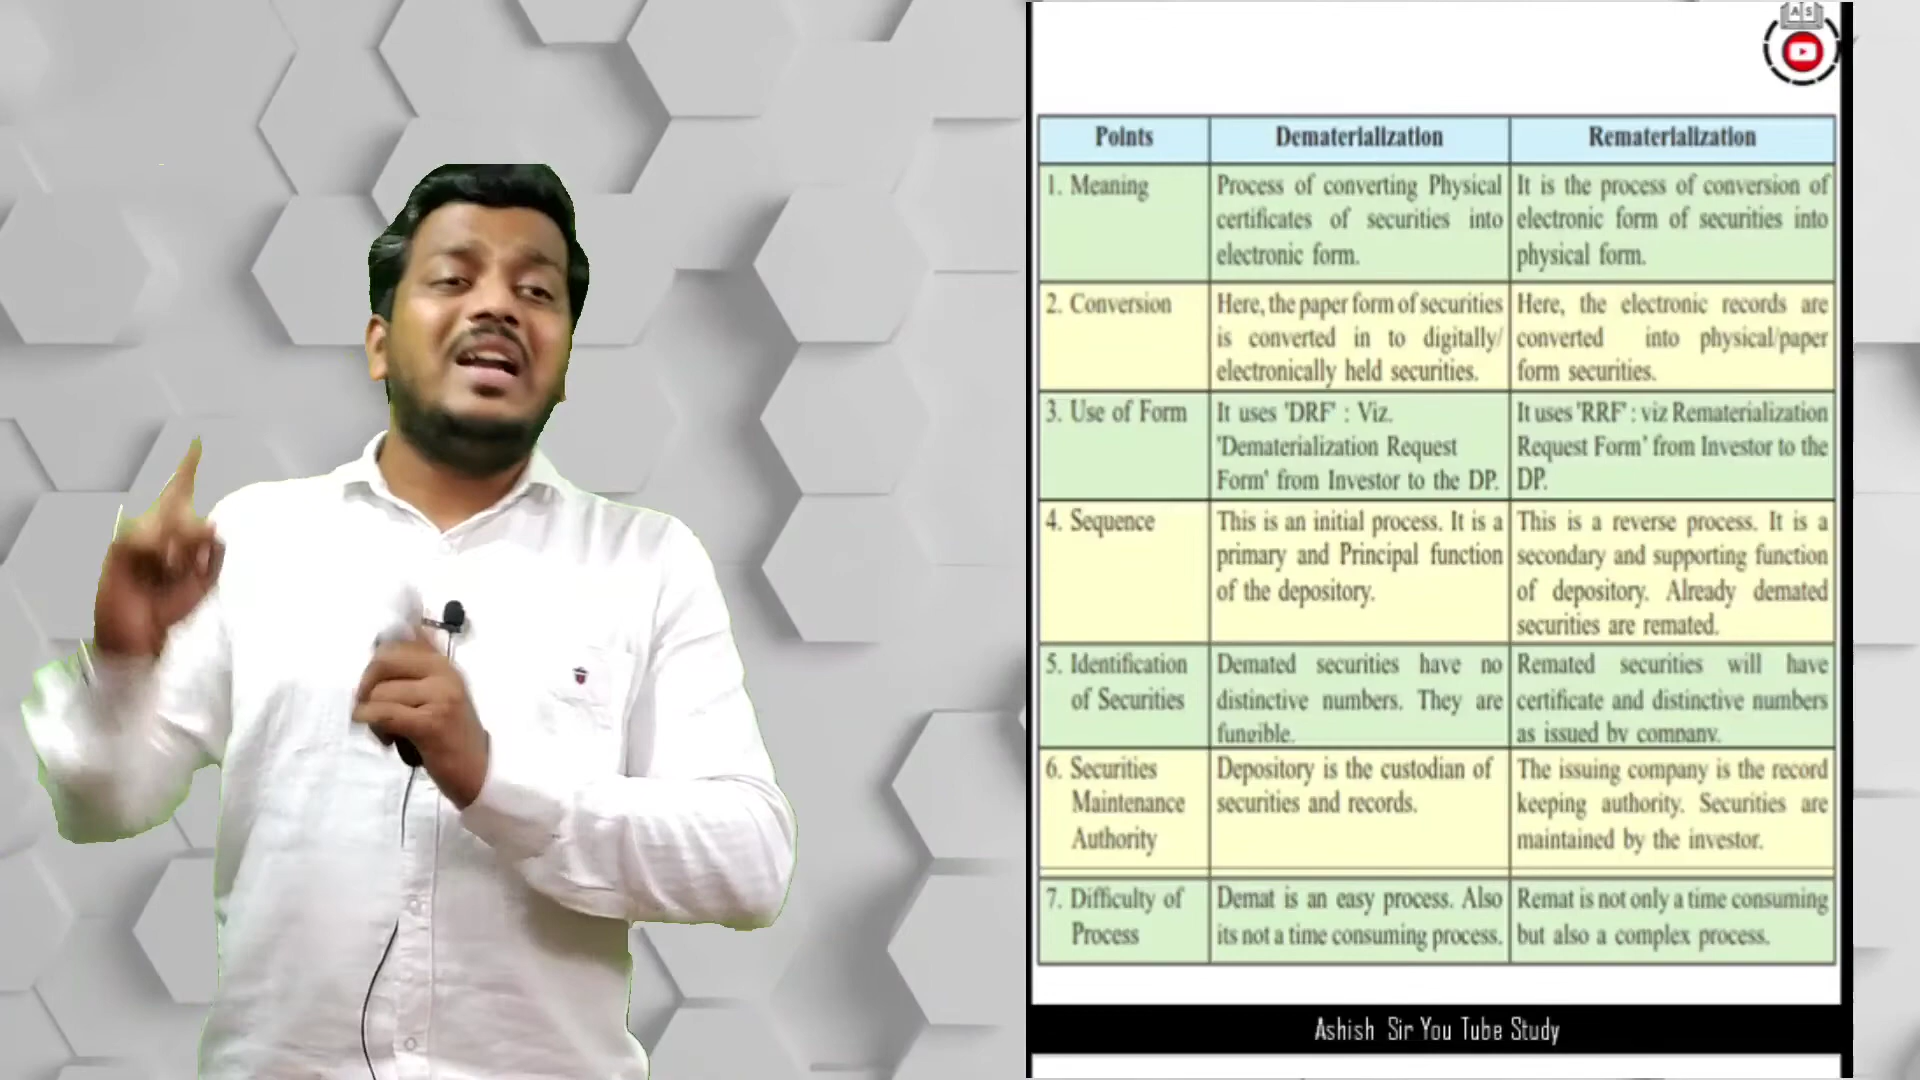 A S
Points Dematerialization Rematerialization
1. Meaning
Process of converting Physical
certificates of securities into
electronic form.
It is the process of conversion of
electronic form of securities into
physical form.
2. Conversion
Here, the paper form of securities
is converted in to digitally/
electronically held securities.
Here, the electronic records are
converted into physical/paper
form securities.
3. Use of Form
It uses 'DRF' : Viz.
'Dematerialization Request
Form' from Investor to the DP.
It uses 'RRF' : viz Rematerialization
Request Form' from Investor to the
DP.
4. Sequence
This is an initial process. It is a
primary and Principal function
of the depository.
This is a reverse process. It is a
secondary and supporting function
of depository. Already demated
securities are remated.
5. Identification
of Securities
Demated securities have no
distinctive numbers. They are
fungible.
Remated securities will have
certificate and distinctive numbers
as issued by company.
6. Securities
Maintenance
Authority
Depository is the custodian of
securities and records.
The issuing company is the record
keeping authority. Securities are
maintained by the investor.
7. Difficulty of
Process
Demat is an easy process. Also
its not a time consuming process.
Remat is not only a time consuming
but also a complex process.
Ashish Sir You Tube Study